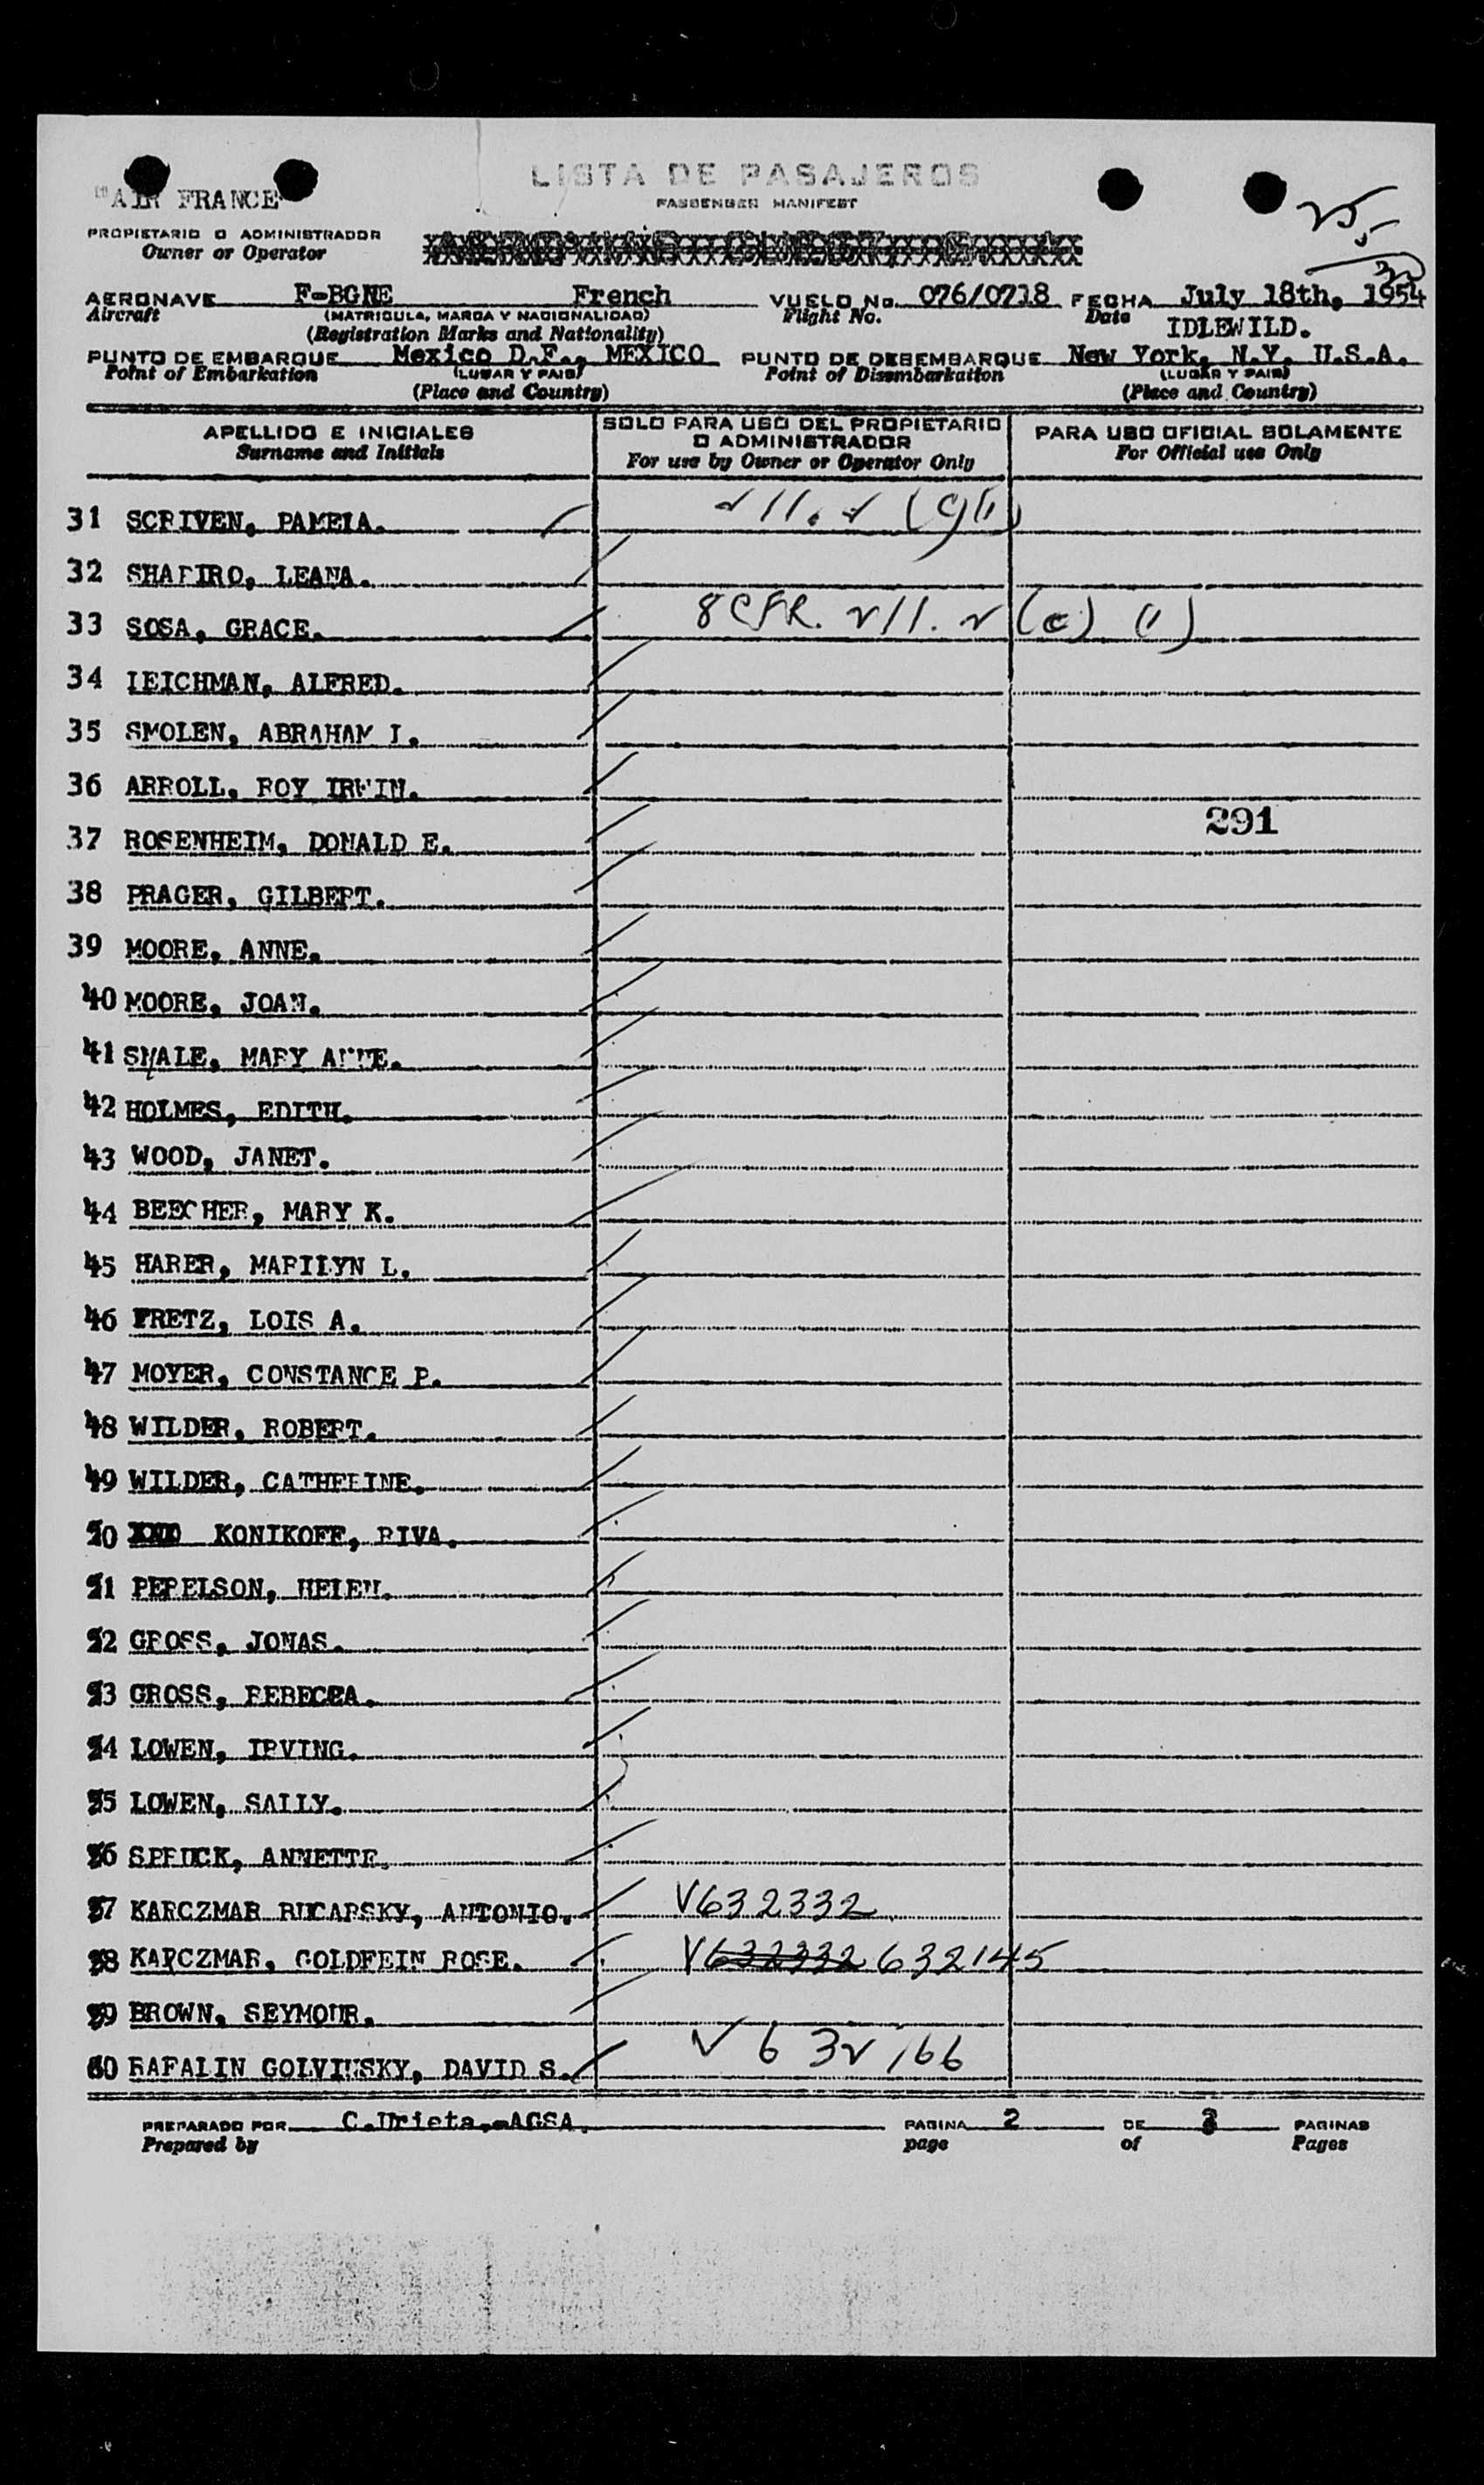 LISTA DE PASAJEROS
PASSENGER MANIFEST
"AIR FRANCE"
PROPIETARIO O ADMINISTRADOR
Owner or Operator
AERONAVE F-BGNE French VUELO No. 076/0718 FECHA July 18th, 1954
Aircraft (MATRICULA, MARCA Y NACIONALIDAD) Flight No. Date IDLEWILD.
(Registration Marks and Nationality)
PUNTO DE EMBARQUE Mexico D.F., MEXICO PUNTO DE DESEMBARQUE New York, N.Y. U.S.A.
Point of Embarkation (LUGAR Y PAIS) Point of Disembarkation (LUGAR Y PAIS)
(Place and Country) (Place and Country)
APELLIDO E INICIALES SOLO PARA USO DEL PROPIETARIO O ADMINISTRADOR PARA USO OFICIAL SOLAMENTE
Surname and Initials For use by Owner or Operator Only For Official use Only
31 SCRIVEN, PAMELA.
32 SHAPIRO, LEANA.
33 SOSA, GRACE. 8 CFR. 211. 2 (c) (1)
34 LEICHMAN, ALFRED.
35 SMOLEN, ABRAHAM I.
36 ARROLL, ROY IRWIN.
291
37 ROSENHEIM, DONALD E.
38 PRAGER, GILBERT.
39 MOORE, ANNE.
40 MOORE, JOAN.
41 SMALE, MARY ANNE.
42 HOLMES, EDITH.
43 WOOD, JANET.
44 BEECHER, MARY K.
45 HARER, MARILYN L.
46 FRETZ, LOIS A.
47 MOYER, CONSTANCE P.
48 WILDER, ROBERT.
49 WILDER, CATHERINE.
50 XXX KONIKOFF, RIVA.
51 PERELSON, HELEN.
52 GROSS, JONAS.
53 GROSS, REBECCA.
54 LOWEN, IRVING.
55 LOWEN, SALLY.
56 SPRUCK, ANNETTE.
57 KARCZMAR RUCARSKY, ANTONIO. V632332
58 KARCZMAR, GOLDFEIN ROSE. V632332 632145
59 BROWN, SEYMOUR.
60 RAFALIN GOLVINSKY, DAVID S. V632166
PREPARADO POR C.Urieta,-AGSA. PAGINA 2 DE 3 PAGINAS
Prepared by page of Pages